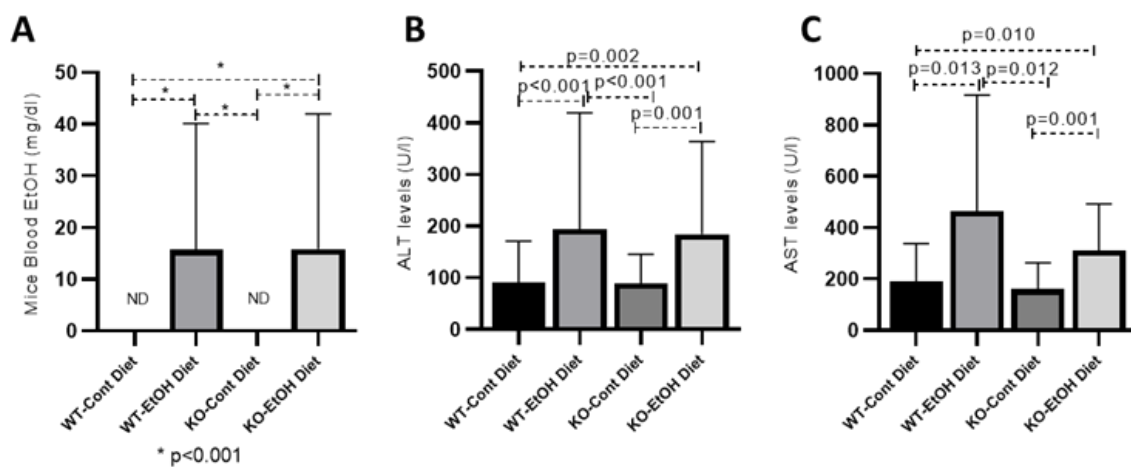 A
Mice Blood EtOH (mg/dl)
50
40
30
20
10
0
*
*
*
*
ND
ND
WT-Cont Diet
WT-EtOH Diet
KO-Cont Diet
KO-EtOH Diet
* p<0.001
B
ALT levels (U/l)
500
400
300
200
100
0
p=0.002
p<0.001
p<0.001
p=0.001
WT-Cont Diet
WT-EtOH Diet
KO-Cont Diet
KO-EtOH Diet
C
AST levels (U/l)
1000
800
600
400
200
0
p=0.010
p=0.013
p=0.012
p=0.001
WT-Cont Diet
WT-EtOH Diet
KO-Cont Diet
KO-EtOH Diet